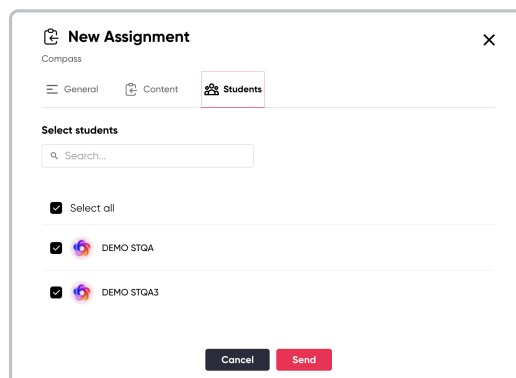 New Assignment
Compass
General Content Students
Select students
Search...
Select all
DEMO STQA
DEMO STQA3
Cancel Send